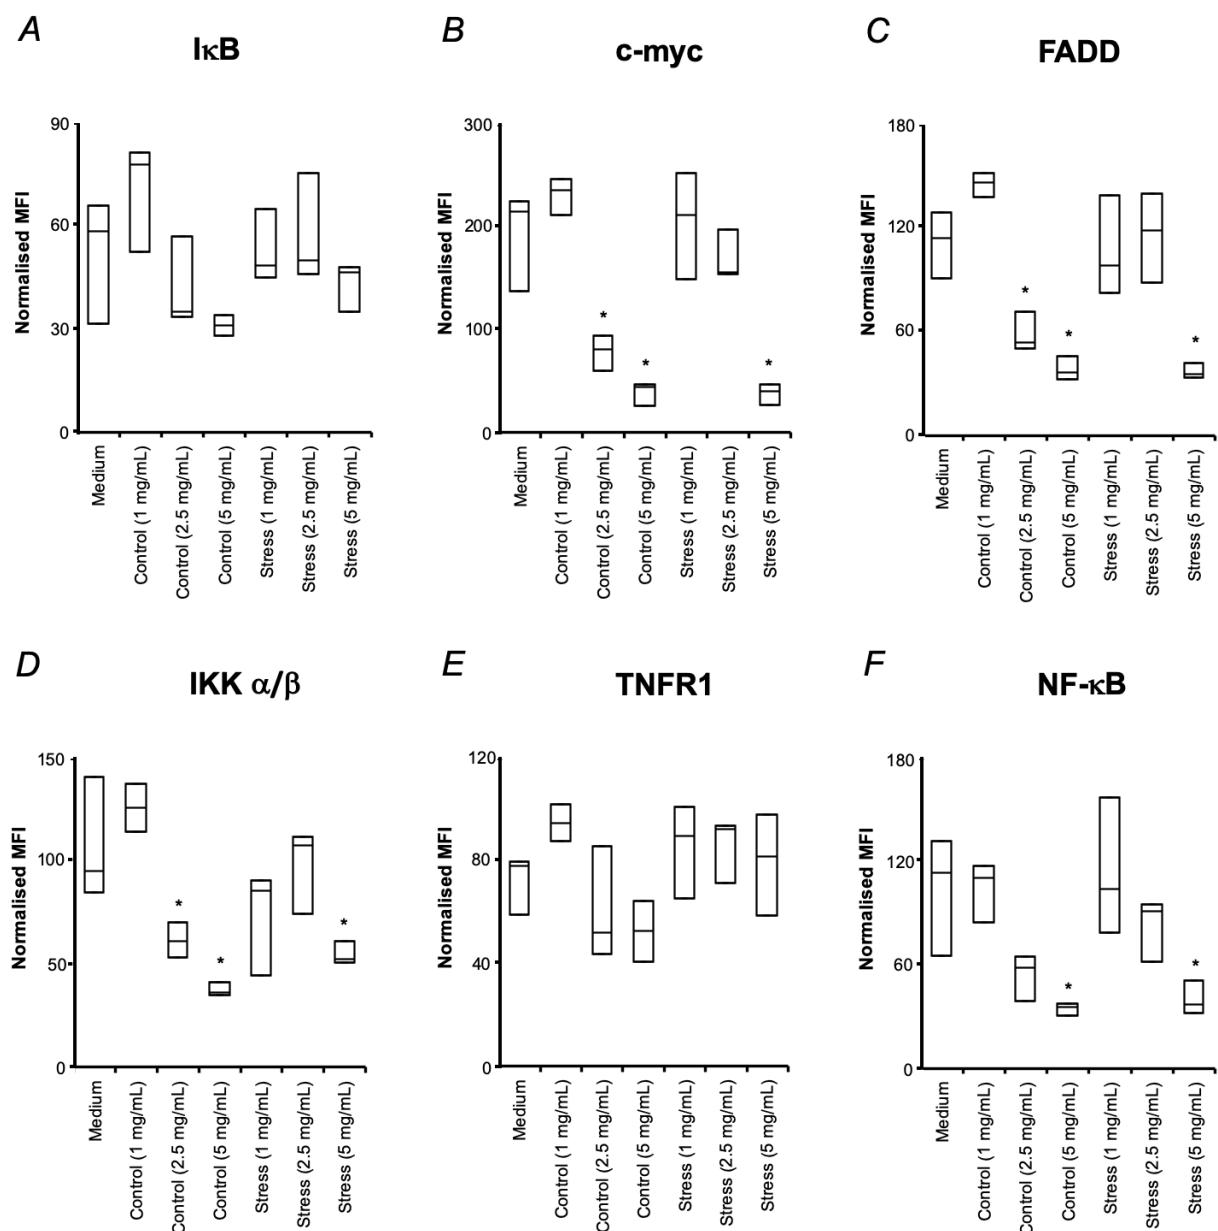 A
IκB
Normalised MFI
90
60
30
0
Medium
Control (1 mg/mL)
Control (2.5 mg/mL)
Control (5 mg/mL)
Stress (1 mg/mL)
Stress (2.5 mg/mL)
Stress (5 mg/mL)
B
c-myc
Normalised MFI
300
200
100
0
*
*
*
Medium
Control (1 mg/mL)
Control (2.5 mg/mL)
Control (5 mg/mL)
Stress (1 mg/mL)
Stress (2.5 mg/mL)
Stress (5 mg/mL)
C
FADD
Normalised MFI
180
120
60
0
*
*
*
Medium
Control (1 mg/mL)
Control (2.5 mg/mL)
Control (5 mg/mL)
Stress (1 mg/mL)
Stress (2.5 mg/mL)
Stress (5 mg/mL)
D
IKK α/β
Normalised MFI
150
100
50
0
*
*
*
Medium
Control (1 mg/mL)
Control (2.5 mg/mL)
Control (5 mg/mL)
Stress (1 mg/mL)
Stress (2.5 mg/mL)
Stress (5 mg/mL)
E
TNFR1
Normalised MFI
120
80
40
0
Medium
Control (1 mg/mL)
Control (2.5 mg/mL)
Control (5 mg/mL)
Stress (1 mg/mL)
Stress (2.5 mg/mL)
Stress (5 mg/mL)
F
NF-κB
Normalised MFI
180
120
60
0
*
*
Medium
Control (1 mg/mL)
Control (2.5 mg/mL)
Control (5 mg/mL)
Stress (1 mg/mL)
Stress (2.5 mg/mL)
Stress (5 mg/mL)